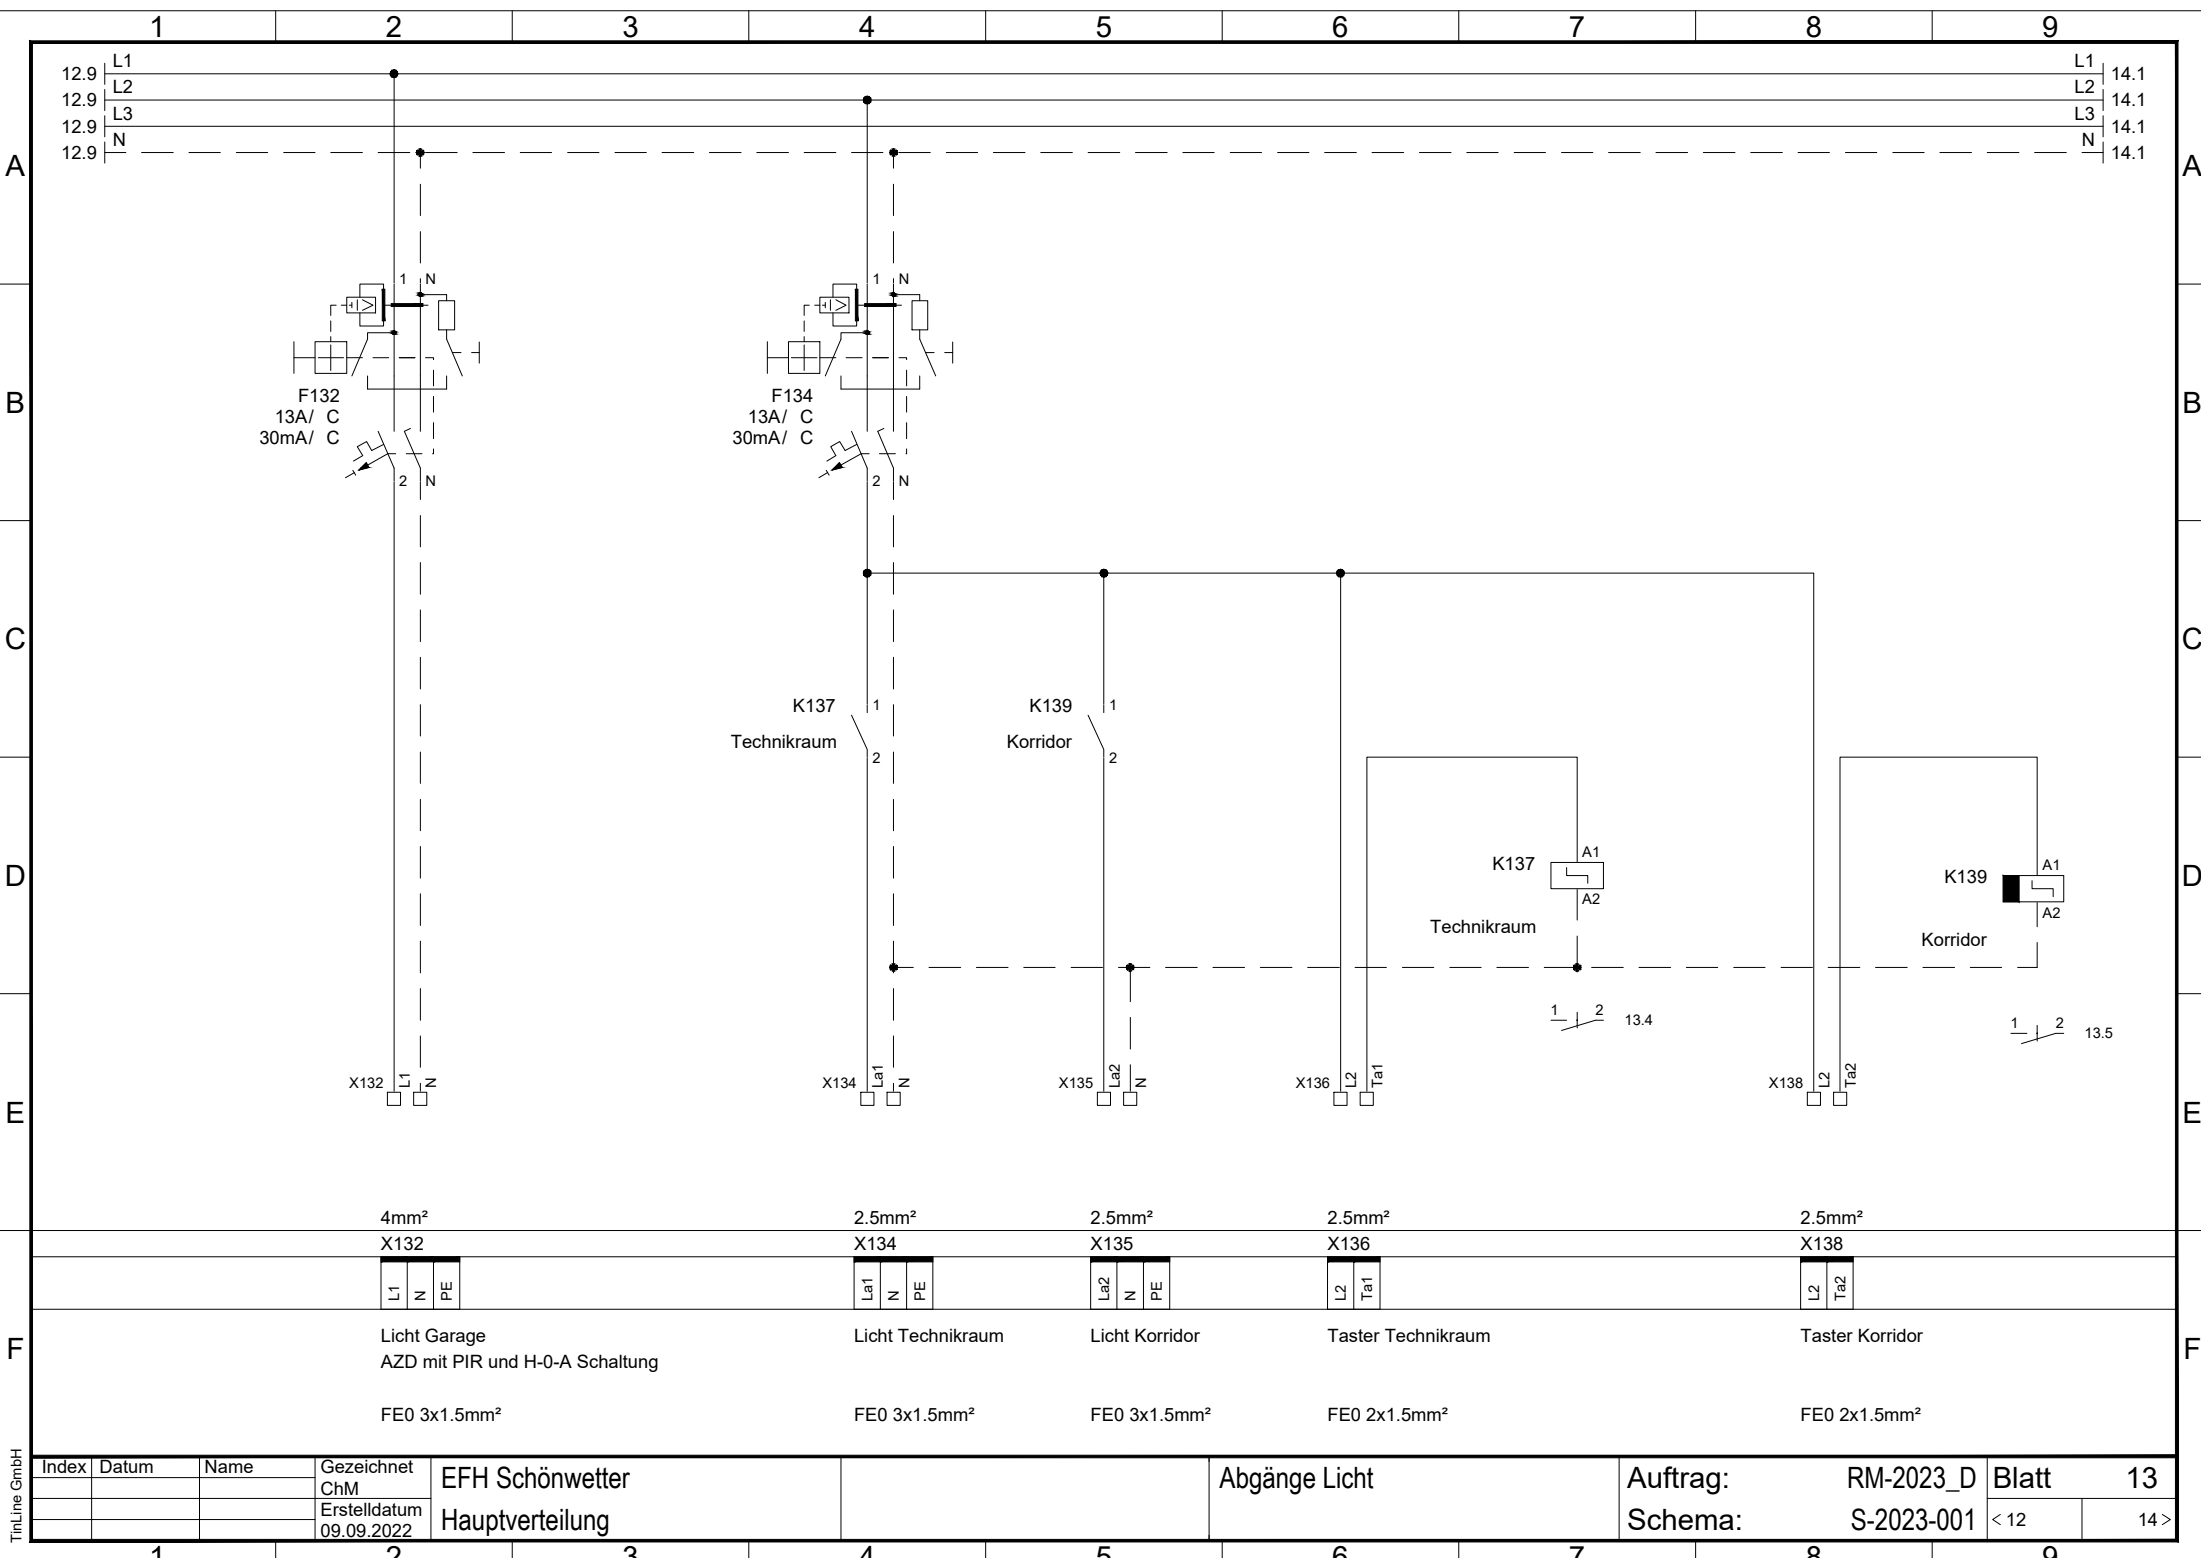 1 2 3 4 5 6 7 8 9
12.9 L1 L1 14.1
12.9 L2 L2 14.1
12.9 L3 L3 14.1
12.9 N N 14.1
A A
1 N 1 N
F132 F134
B B
13A/ C 13A/ C
30mA/ C 30mA/ C
2 N 2 N
C C
K137 1 K139 1
Technikraum Korridor
2 2
K137 A1 A1
D K139 D
A2 A2
Technikraum Korridor
1 2 13.4 1 2 13.5
X132 L1 N X134 La1 N X135 La2 N X136 L2 Ta1 X138 L2 Ta2
E E
4mm² 2.5mm² 2.5mm² 2.5mm² 2.5mm²
X132 X134 X135 X136 X138
L1 N PE La1 N PE La2 N PE L2 Ta1 L2 Ta2
Licht Garage Licht Technikraum Licht Korridor Taster Technikraum Taster Korridor
F F
AZD mit PIR und H-0-A Schaltung
FE0 3x1.5mm² FE0 3x1.5mm² FE0 3x1.5mm² FE0 2x1.5mm² FE0 2x1.5mm²
TinLine GmbH
Index Datum Name Gezeichnet
ChM
Erstelldatum
09.09.2022
EFH Schönwetter
Hauptverteilung
Abgänge Licht
Auftrag: RM-2023_D
Schema: S-2023-001
Blatt 13
< 12 14 >
1 2 3 4 5 6 7 8 9